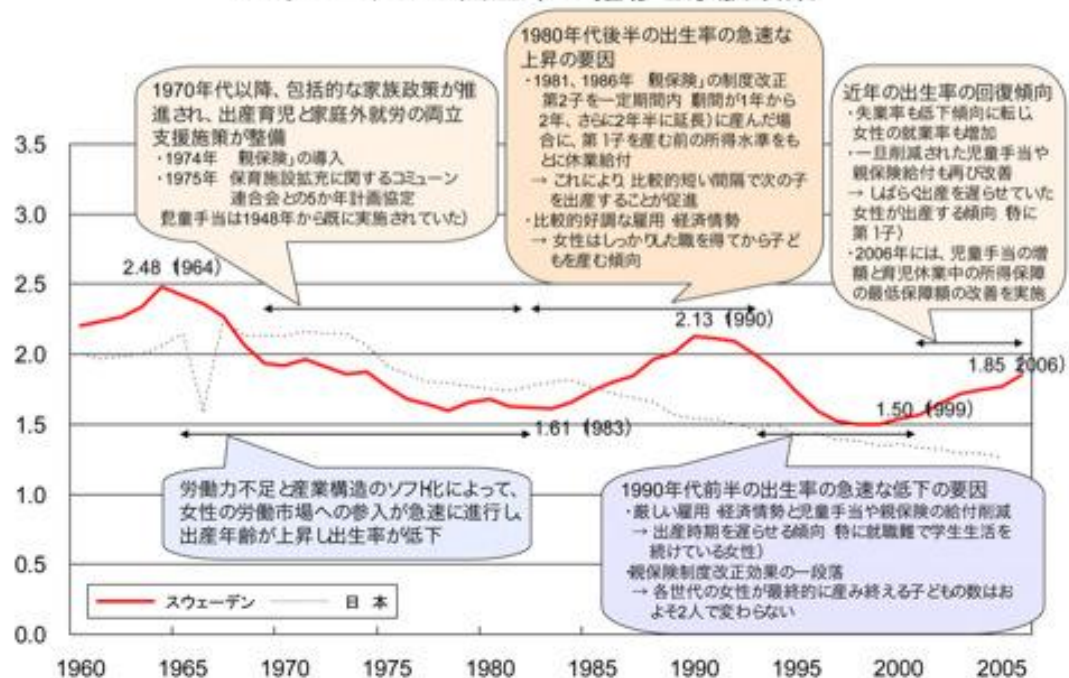 1970年代以降、包括的な家族政策が推
進され、出産育児と家庭外就労の両立
支援施策が整備
・1974年 親保険」の導入
・1975年 保育施設拡充に関するコミューン
連合会との5か年計画協定
児童手当は1948年から既に実施されていた)
1980年代後半の出生率の急速な
上昇の要因
・1981、1986年 親保険」の制度改正
第2子を一定期間内 期間が1年から
2年、さらに2年半に延長)に産んだ場
合に、第1子を産む前の所得水準をも
とに休業給付
→ これにより、比較的短い間隔で次の子
を出産することが促進
・比較的好調な雇用 経済情勢
→ 女性はしっかりした職を得てから子ど
もを産む傾向
近年の出生率の回復傾向
・失業率も低下傾向に転じ
女性の就業率も増加
・一旦削減された児童手当や
親保険給付も再び改善
→ しばらく出産を遅らせていた
女性が出産する傾向 特に
第1子)
・2006年には、児童手当の増
額と育児休業中の所得保障
の最低保障額の改善を実施
3.5
3.0
2.5
2.0
1.5
1.0
0.5
0.0
2.48 (1964)
2.13 (1990)
1.85 2006)
1.61 (1983)
1.50 (1999)
労働力不足と産業構造のソフト化によって、
女性の労働市場への参入が急速に進行し、
出産年齢が上昇し出生率が低下
1990年代前半の出生率の急速な低下の要因
・厳しい雇用 経済情勢と児童手当や親保険の給付削減
→ 出産時期を遅らせる傾向 特に就職難で学生生活を
続けている女性)
・親保険制度改正効果の一段落
→ 各世代の女性が最終的に産み終える子どもの数はお
およそ2人で変わらない
スウェーデン 日 本
1960 1965 1970 1975 1980 1985 1990 1995 2000 2005